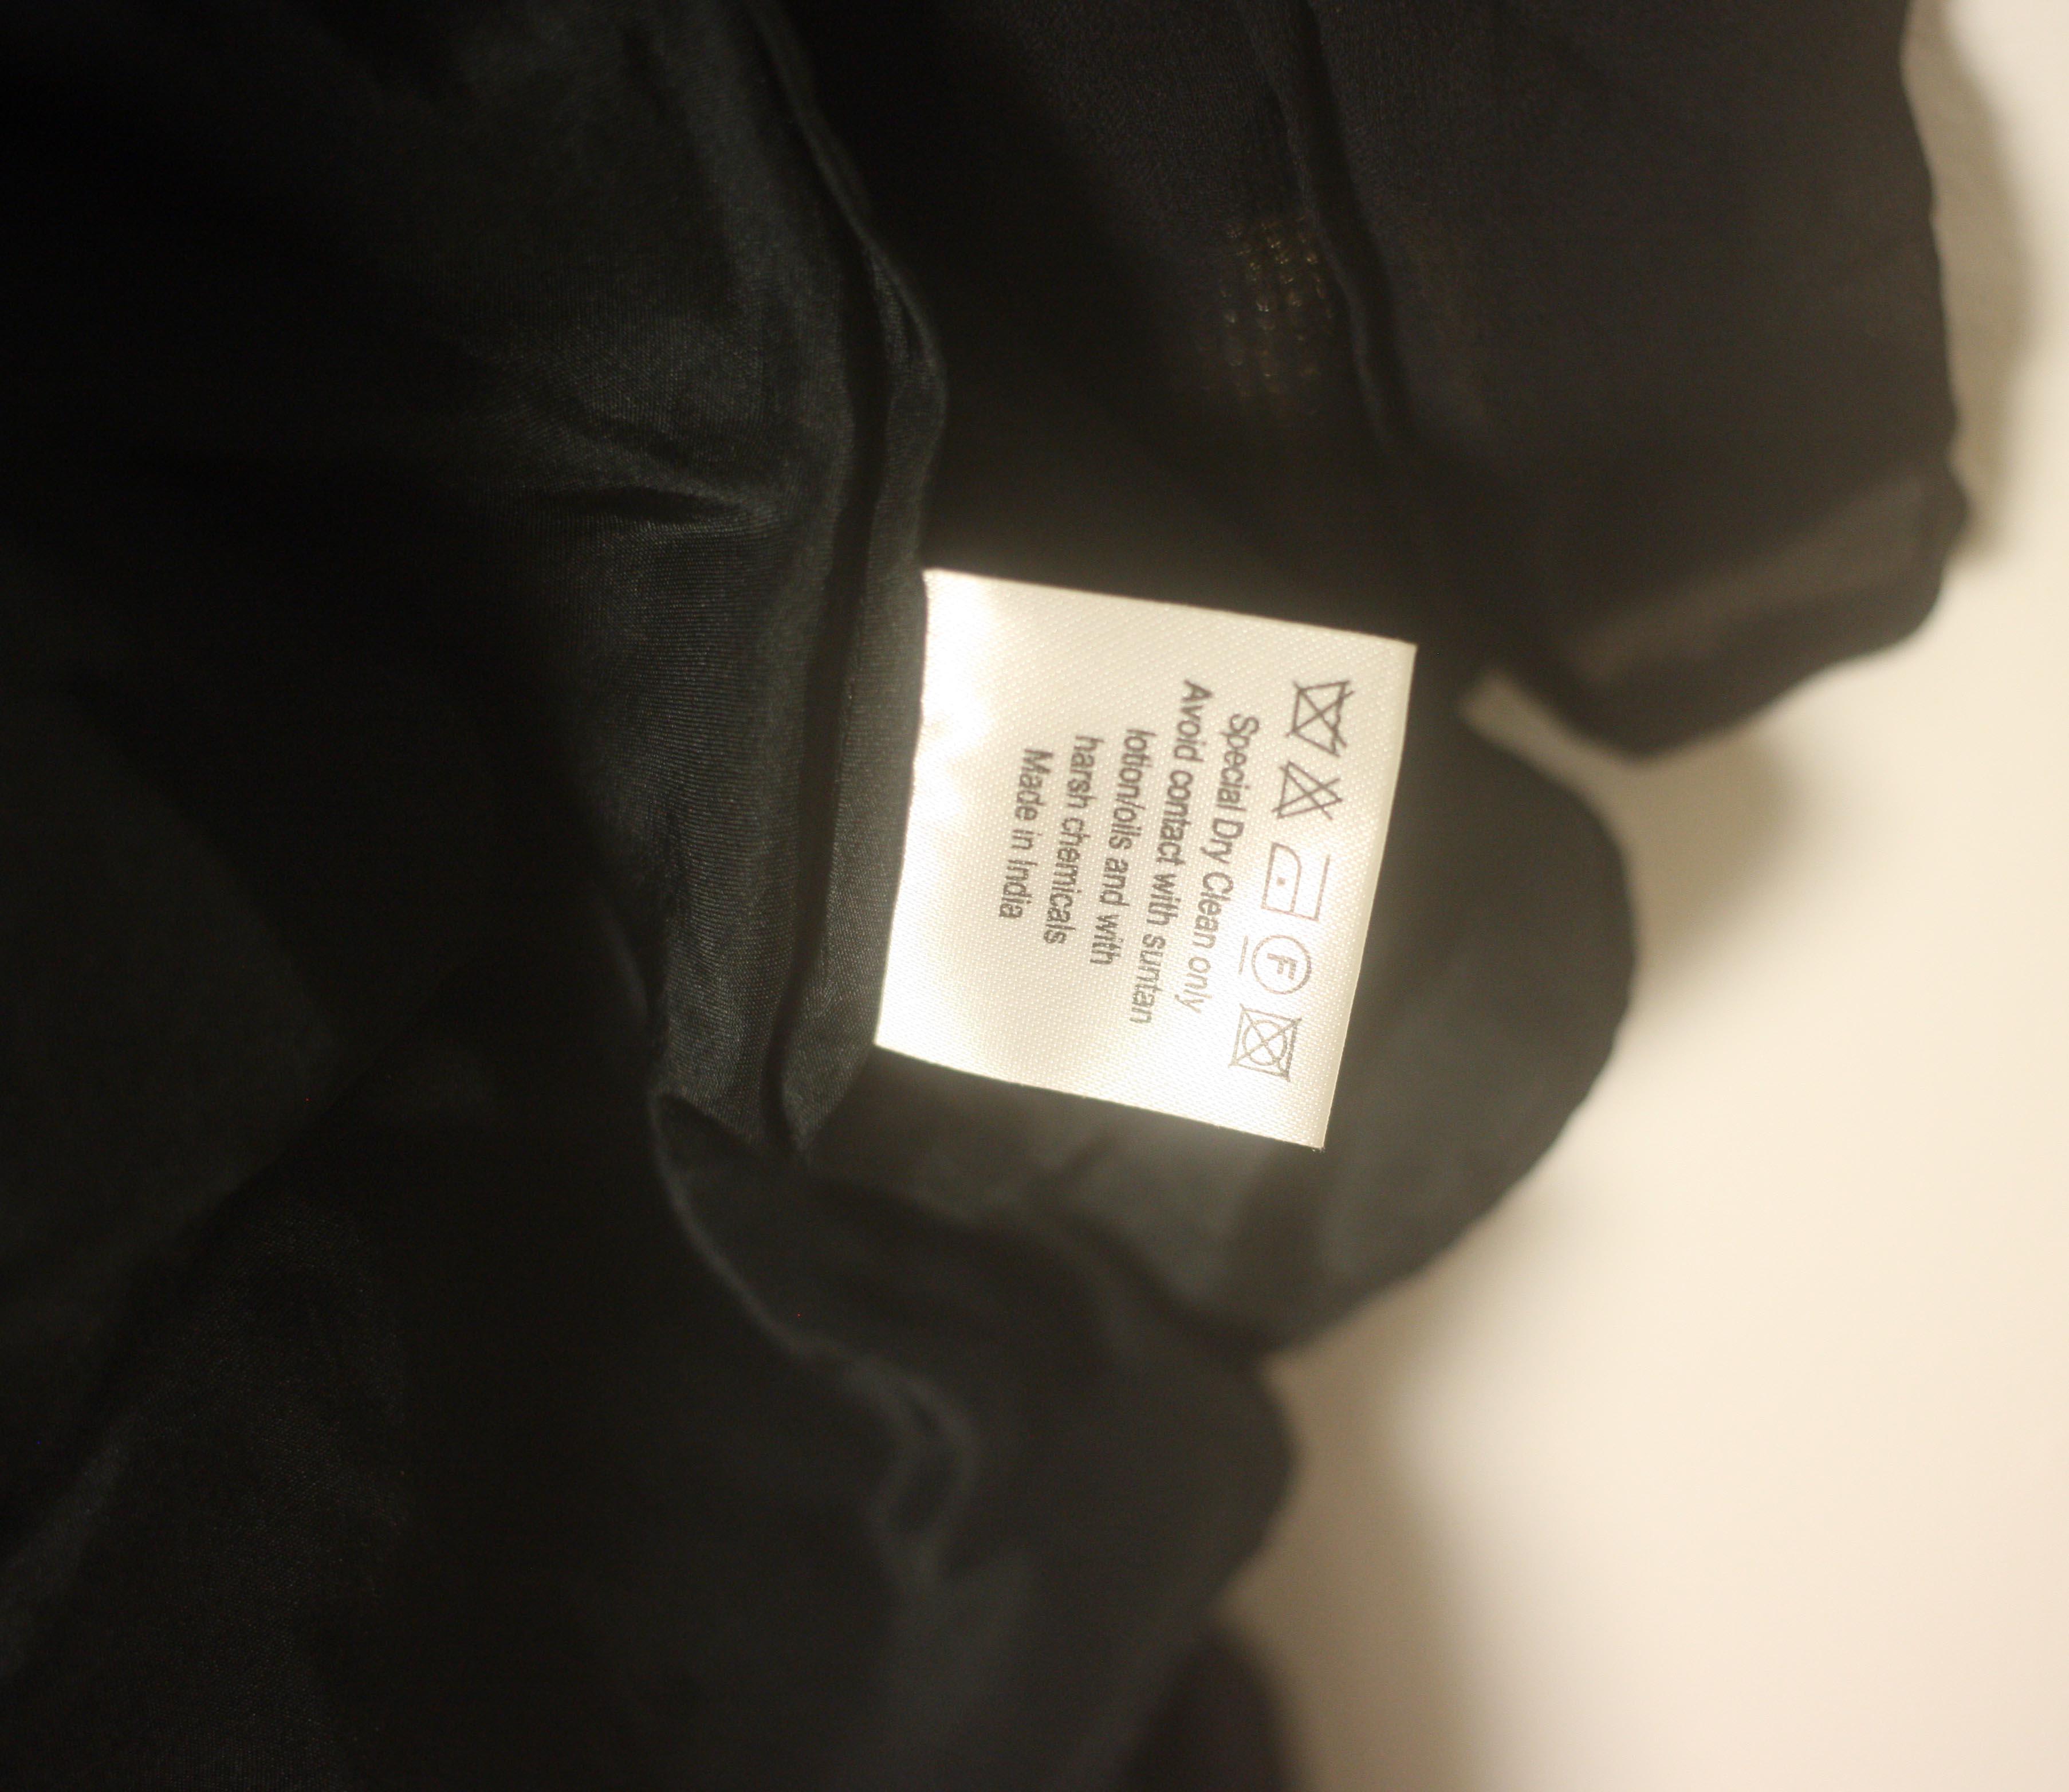 F
Special Dry Clean only
Avoid contact with suntan
lotion/oils and with
harsh chemicals
Made in India